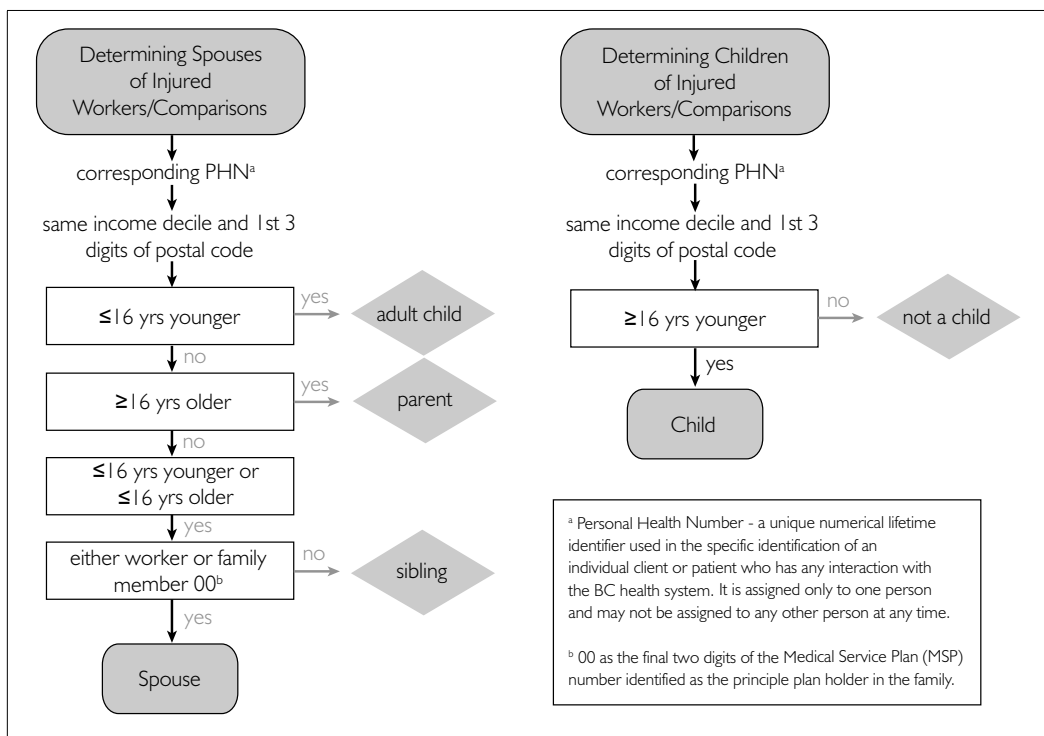 Determining Spouses
of Injured
Workers/Comparisons
corresponding PHNᵃ
same income decile and 1st 3
digits of postal code
≤16 yrs younger
yes
adult child
no
≥16 yrs older
yes
parent
no
≤16 yrs younger or
≤16 yrs older
yes
either worker or family
member 00ᵇ
no
sibling
yes
Spouse
Determining Children
of Injured
Workers/Comparisons
corresponding PHNᵃ
same income decile and 1st 3
digits of postal code
≥16 yrs younger
no
not a child
yes
Child
ᵃ Personal Health Number - a unique numerical lifetime
identifier used in the specific identification of an
individual client or patient who has any interaction with
the BC health system. It is assigned only to one person
and may not be assigned to any other person at any time.
ᵇ 00 as the final two digits of the Medical Service Plan (MSP)
number identified as the principle plan holder in the family.